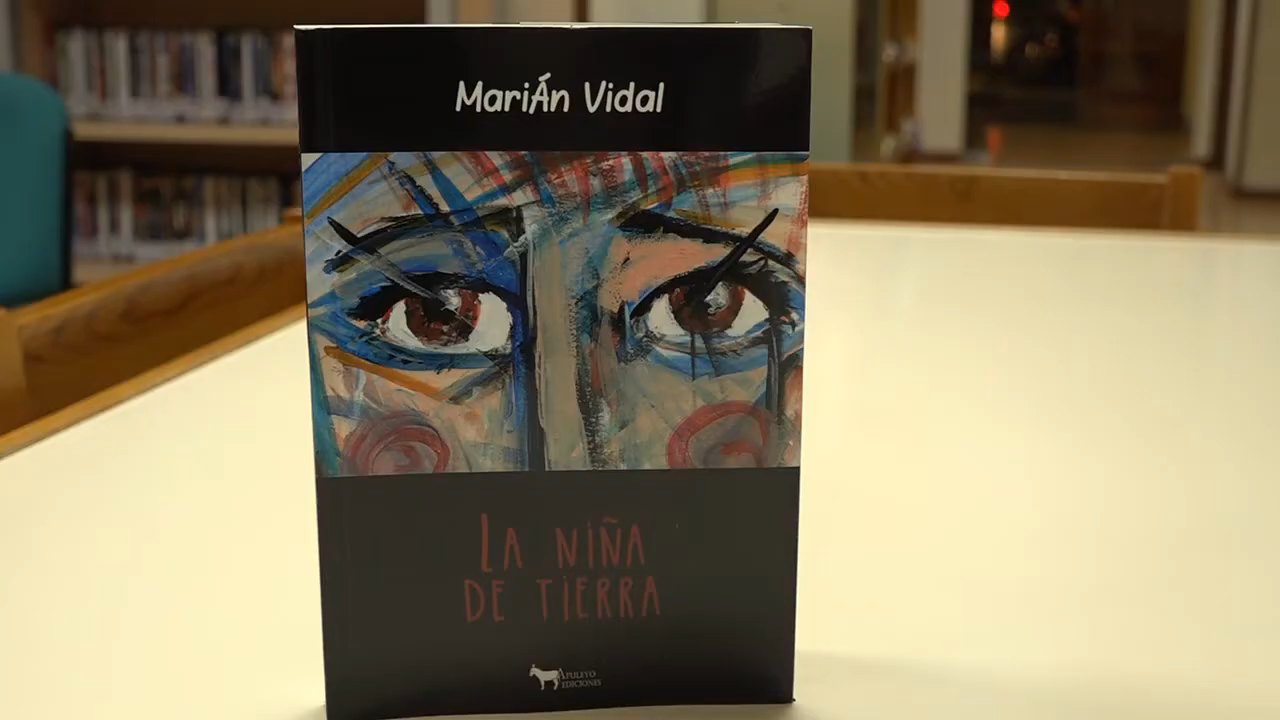 MariÁn Vidal
LA NIÑA
DE TIERRA
APULEYO
EDICIONES